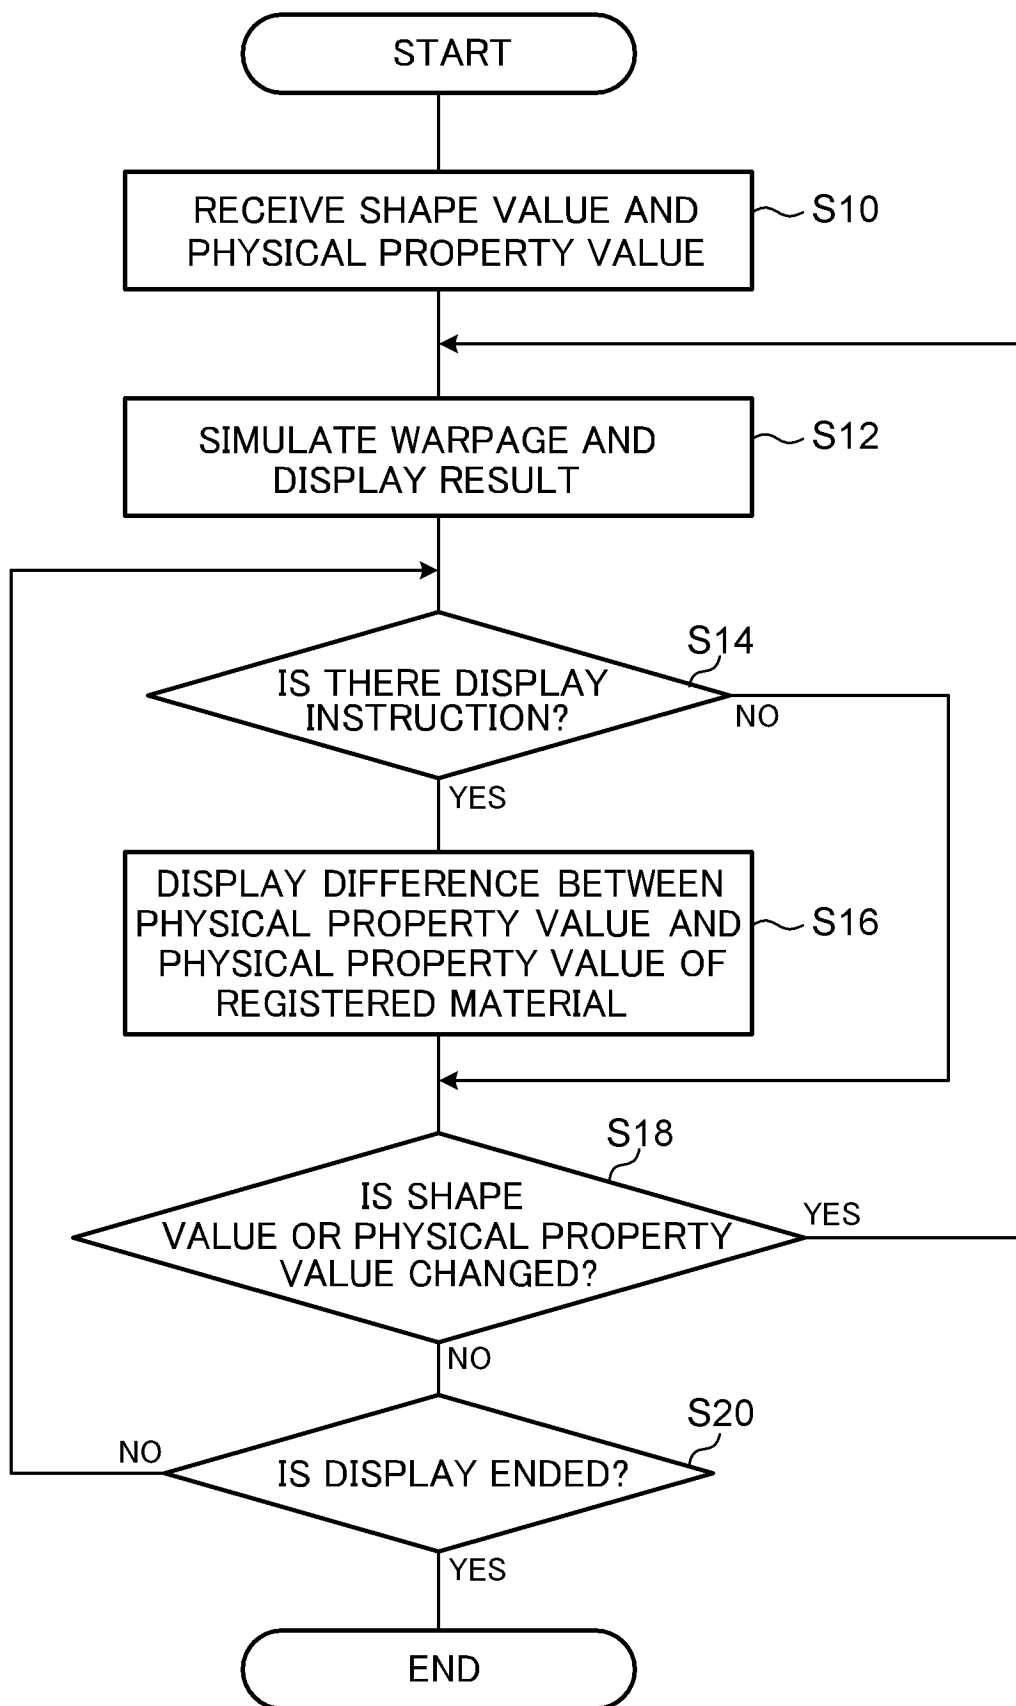 START
RECEIVE SHAPE VALUE AND
PHYSICAL PROPERTY VALUE
S10
SIMULATE WARPAGE AND
DISPLAY RESULT
S12
S14
IS THERE DISPLAY
INSTRUCTION?
NO
YES
DISPLAY DIFFERENCE BETWEEN
PHYSICAL PROPERTY VALUE AND
PHYSICAL PROPERTY VALUE OF
REGISTERED MATERIAL
S16
S18
IS SHAPE
VALUE OR PHYSICAL PROPERTY
VALUE CHANGED?
YES
NO
S20
NO
IS DISPLAY ENDED?
YES
END